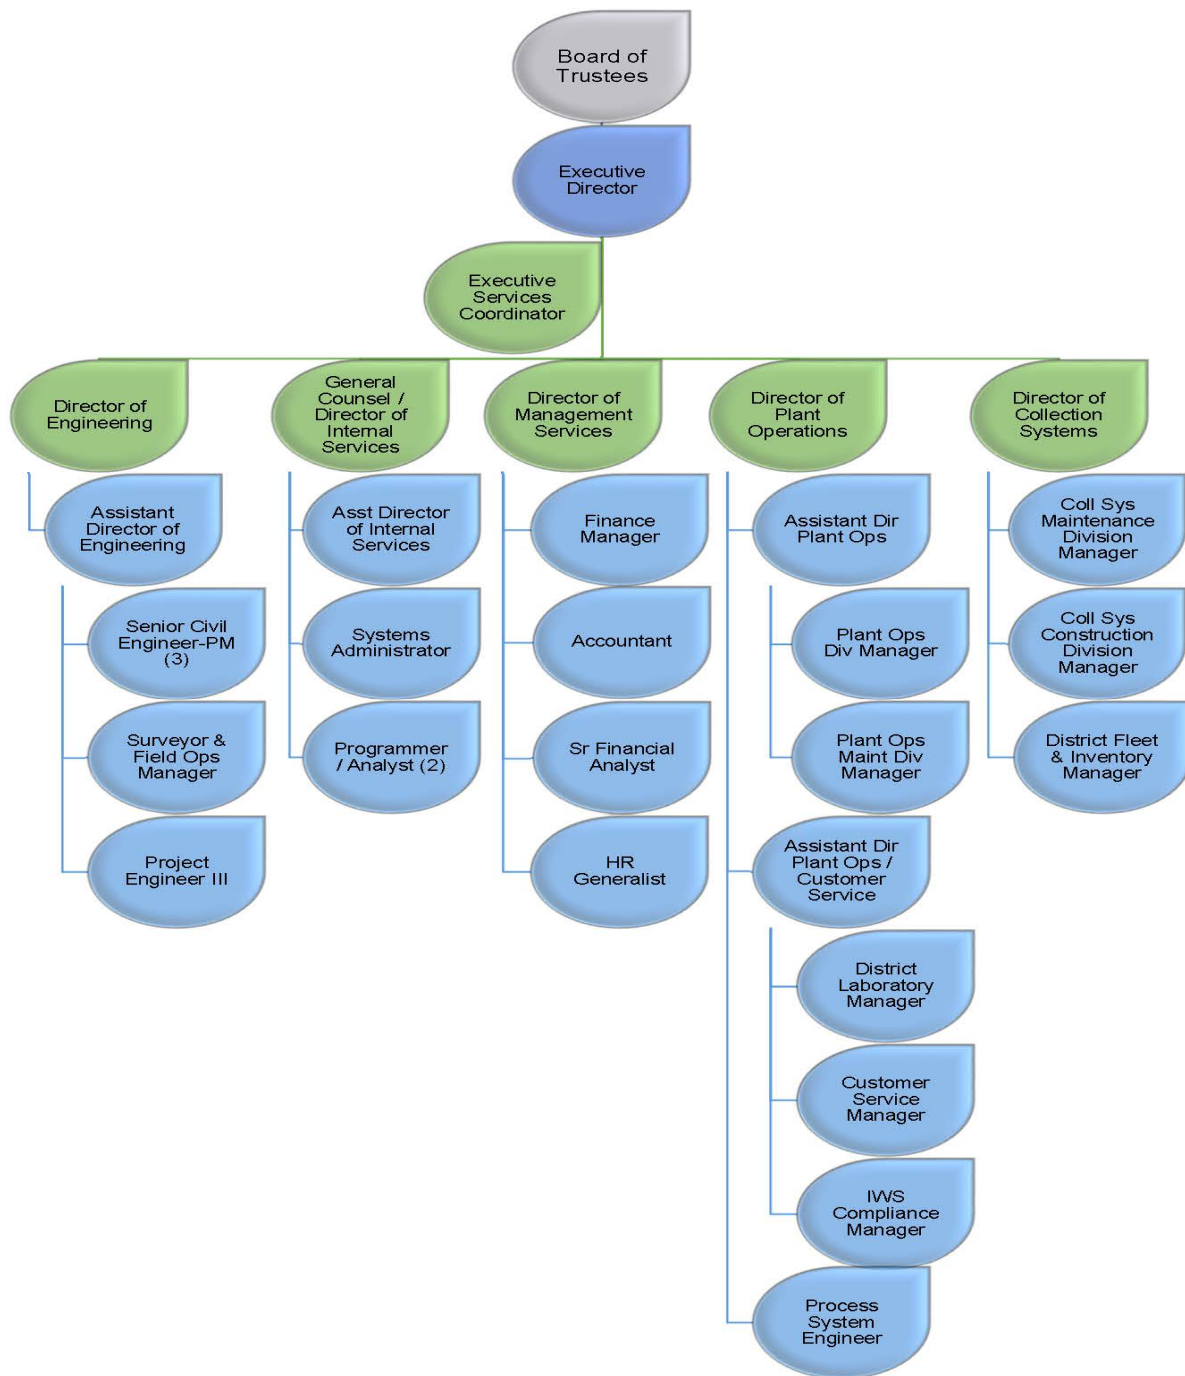 Board of
Trustees
Executive
Director
Executive
Services
Coordinator
Director of
Engineering
General
Counsel /
Director of
Internal
Services
Director of
Management
Services
Director of
Plant
Operations
Director of
Collection
Systems
Assistant
Director of
Engineering
Senior Civil
Engineer-PM
(3)
Surveyor &
Field Ops
Manager
Project
Engineer III
Asst Director
of Internal
Services
Systems
Administrator
Programmer
/ Analyst (2)
Finance
Manager
Accountant
Sr Financial
Analyst
HR
Generalist
Assistant Dir
Plant Ops
Plant Ops
Div Manager
Plant Ops
Maint Div
Manager
Assistant Dir
Plant Ops /
Customer
Service
District
Laboratory
Manager
Customer
Service
Manager
IWS
Compliance
Manager
Process
System
Engineer
Coll Sys
Maintenance
Division
Manager
Coll Sys
Construction
Division
Manager
District Fleet
& Inventory
Manager